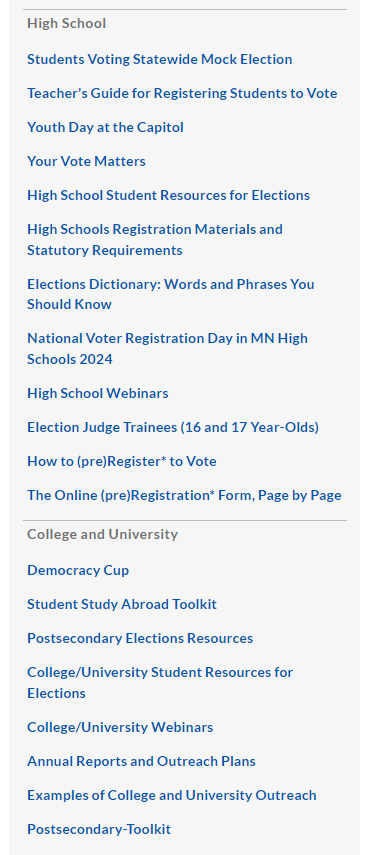 High School
Students Voting Statewide Mock Election
Teacher's Guide for Registering Students to Vote
Youth Day at the Capitol
Your Vote Matters
High School Student Resources for Elections
High Schools Registration Materials and
Statutory Requirements
Elections Dictionary: Words and Phrases You
Should Know
National Voter Registration Day in MN High
Schools 2024
High School Webinars
Election Judge Trainees (16 and 17 Year-Olds)
How to (pre)Register* to Vote
The Online (pre)Registration* Form, Page by Page
College and University
Democracy Cup
Student Study Abroad Toolkit
Postsecondary Elections Resources
College/University Student Resources for
Elections
College/University Webinars
Annual Reports and Outreach Plans
Examples of College and University Outreach
Postsecondary-Toolkit